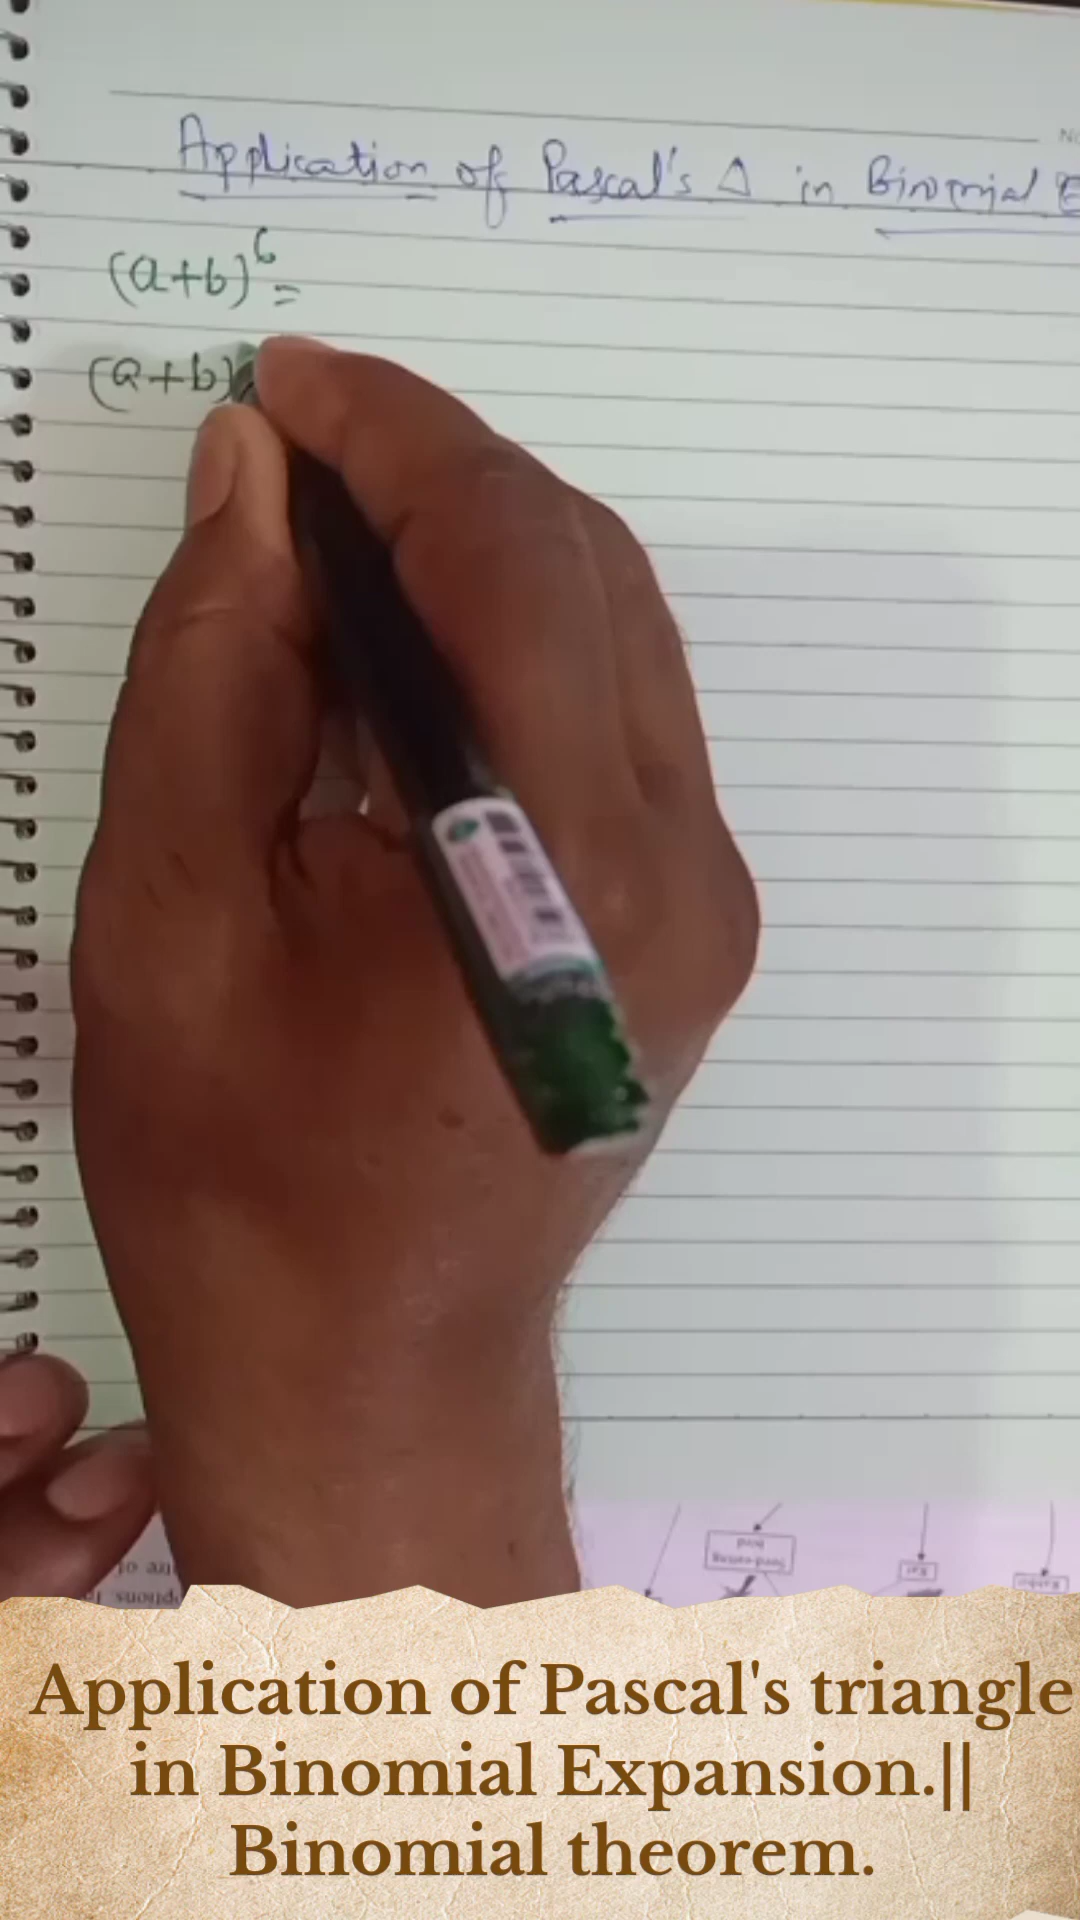 Application of Pascal's Δ in Binomial E
(a+b)⁶ =
(a+b)
Application of Pascal's triangle
in Binomial Expansion.||
Binomial theorem.